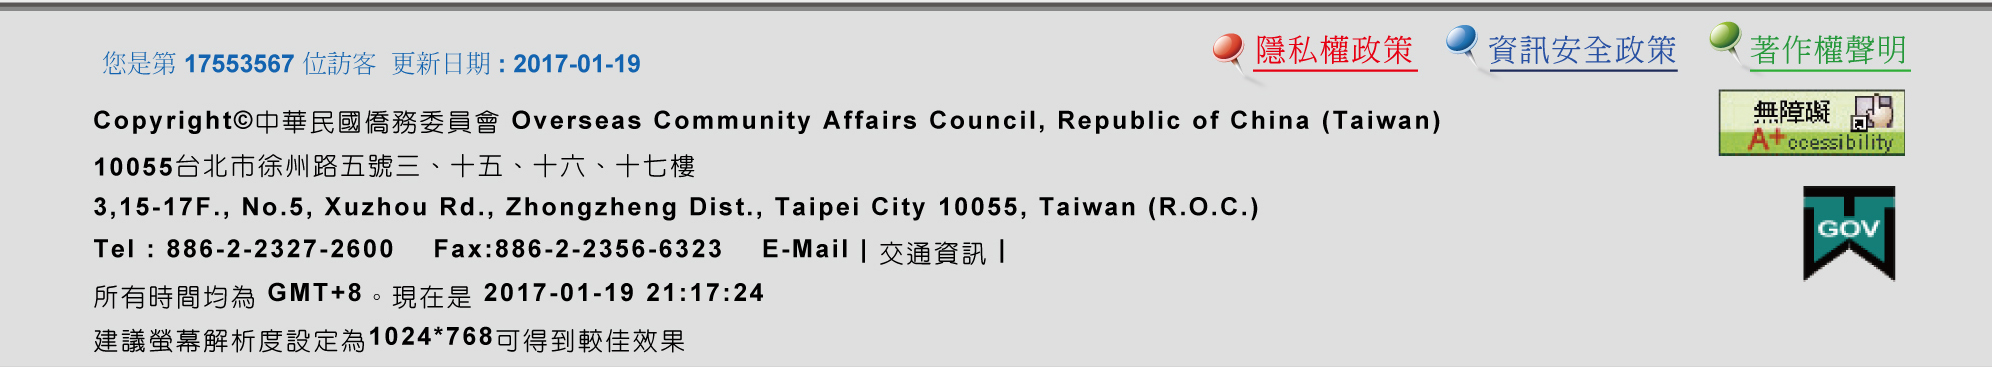 您是第 17553567 位訪客 更新日期 : 2017-01-19
隱私權政策 資訊安全政策 著作權聲明
Copyright©中華民國僑務委員會 Overseas Community Affairs Council, Republic of China (Taiwan)
無障礙
A+ccessibility
10055台北市徐州路五號三、十五、十六、十七樓
3,15-17F., No.5, Xuzhou Rd., Zhongzheng Dist., Taipei City 10055, Taiwan (R.O.C.)
GOV
Tel : 886-2-2327-2600 Fax:886-2-2356-6323 E-Mail | 交通資訊 |
所有時間均為 GMT+8。現在是 2017-01-19 21:17:24
建議螢幕解析度設定為1024*768可得到較佳效果